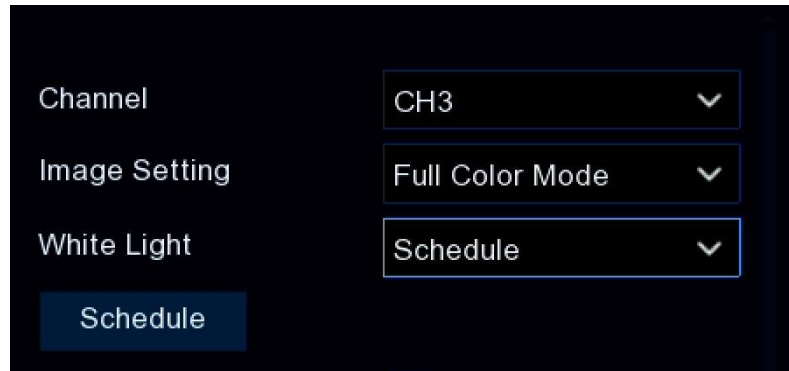 Channel CH3
Image Setting Full Color Mode
White Light Schedule
Schedule